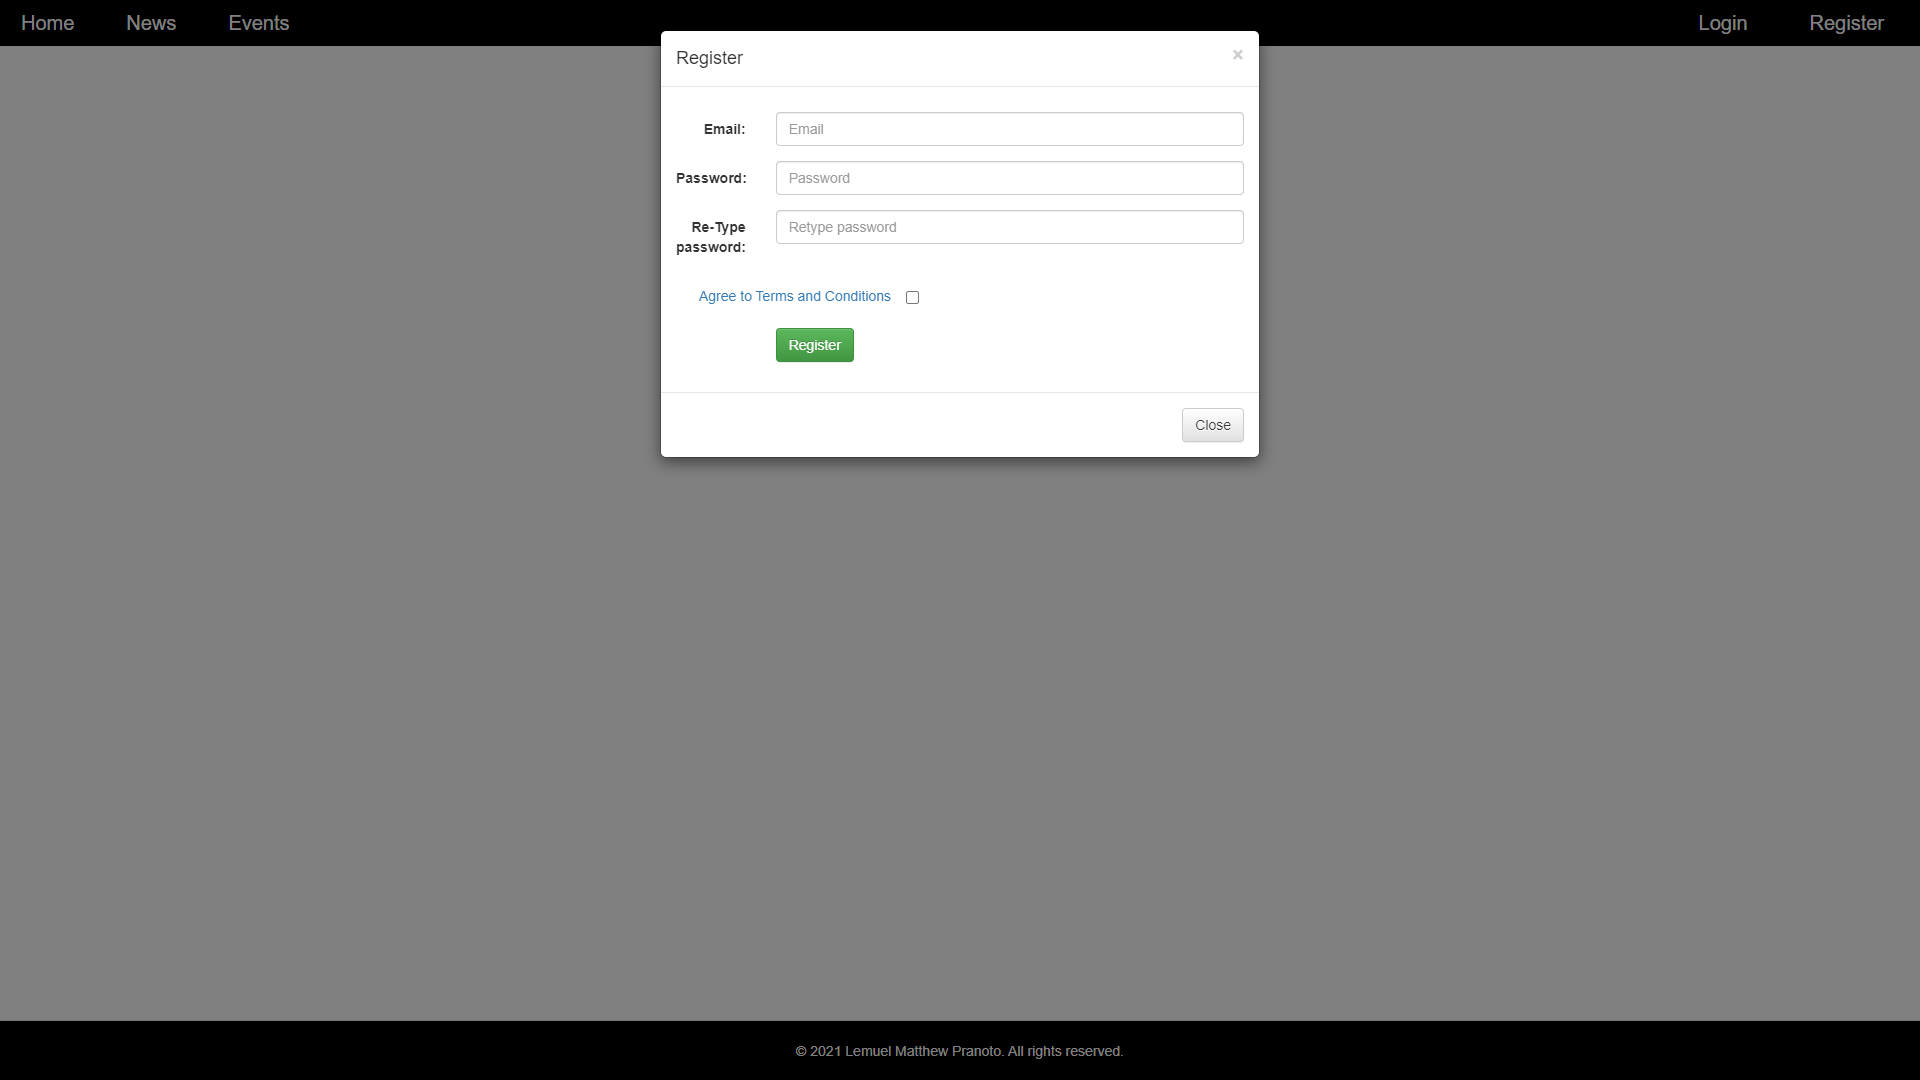 Home News Events Login Register
Register ×
Email: Email
Password: Password
Re-Type password: Retype password
Agree to Terms and Conditions
Register
Close
© 2021 Lemuel Matthew Pranoto. All rights reserved.